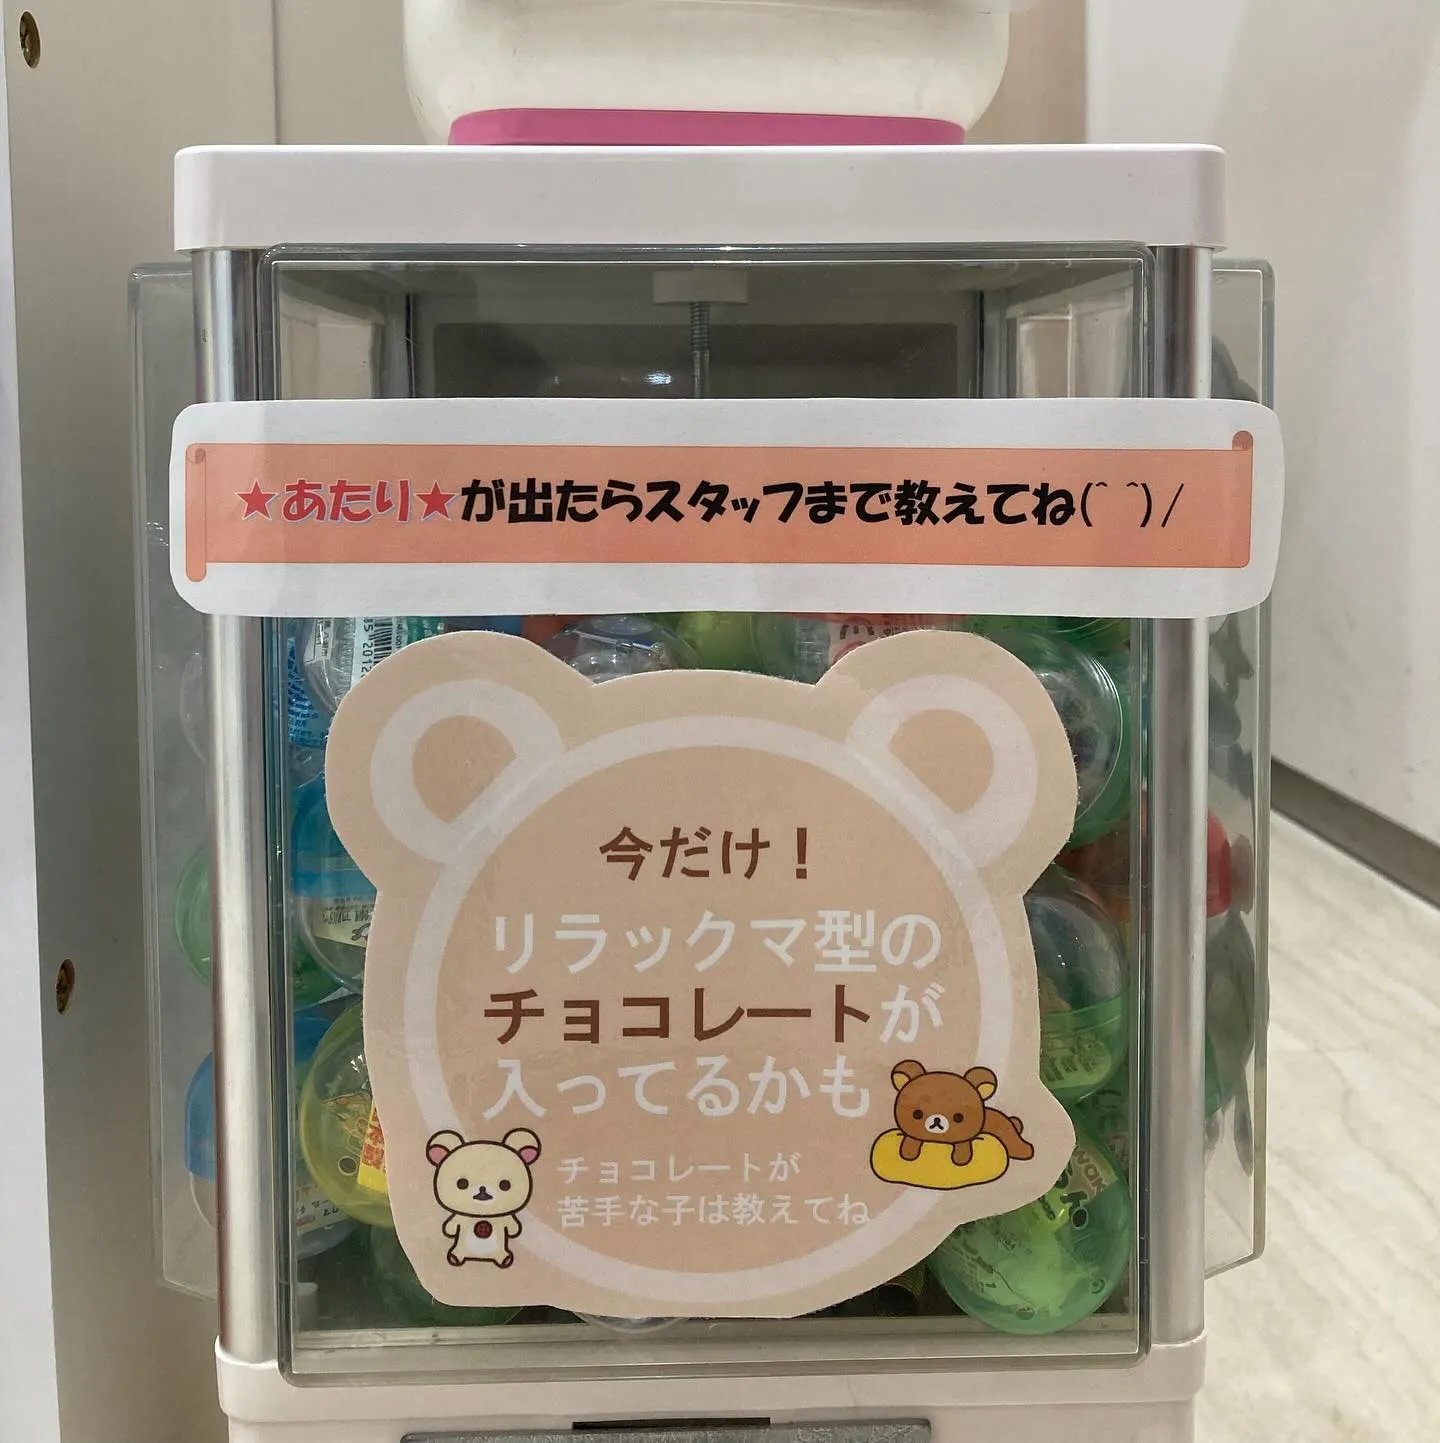 ★あたり★が出たらスタッフまで教えてね(^ ^)/
今だけ！
リラックマ型の
チョコレートが
入ってるかも
チョコレートが
苦手な子は教えてね